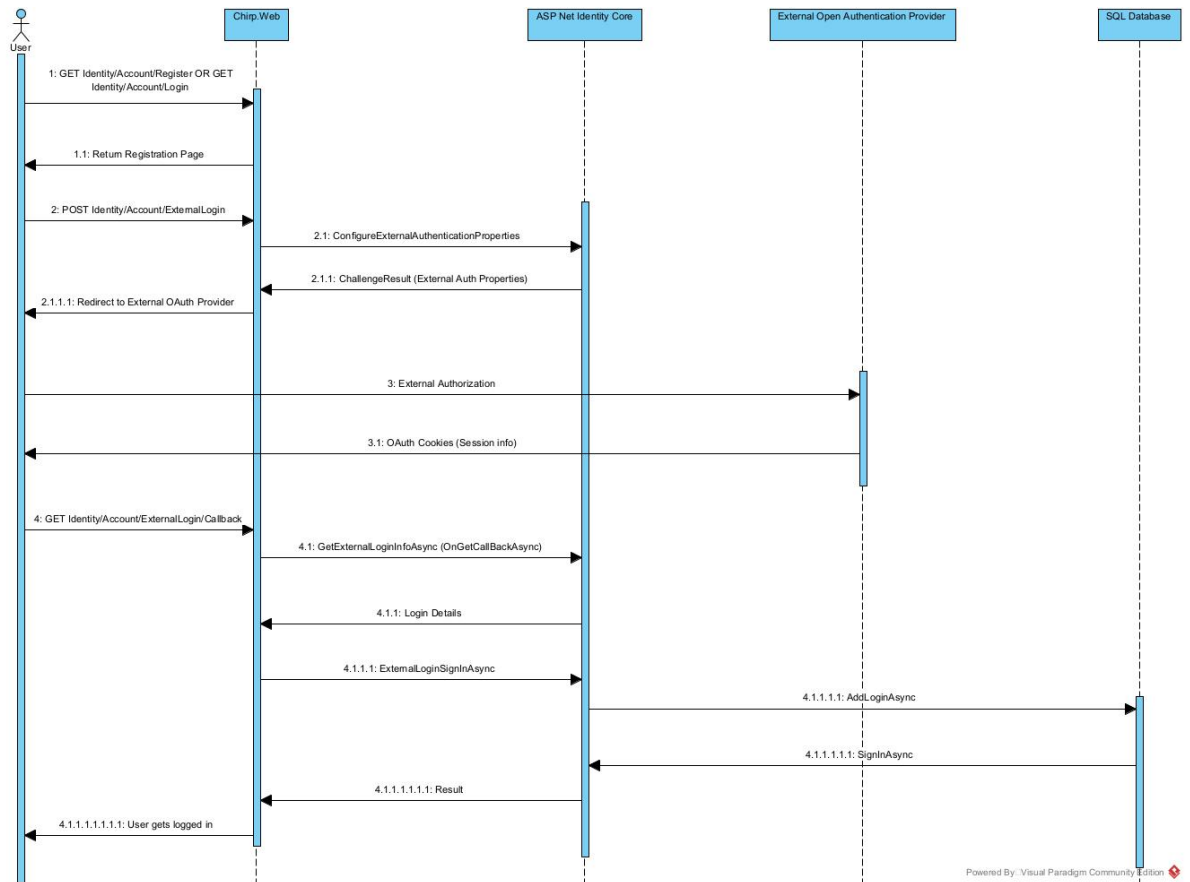 Chirp.Web
ASP Net Identity Core
External Open Authentication Provider
SQL Database
User
1: GET Identity/Account/Register OR GET
Identity/Account/Login
1.1: Return Registration Page
2: POST Identity/Account/ExternalLogin
2.1: ConfigureExternalAuthenticationProperties
2.1.1: ChallengeResult (External Auth Properties)
2.1.1.1: Redirect to External OAuth Provider
3: External Authorization
3.1: OAuth Cookies (Session info)
4: GET Identity/Account/ExternalLogin/Callback
4.1: GetExternalLoginInfoAsync (OnGetCallBackAsync)
4.1.1: Login Details
4.1.1.1: ExternalLoginSignInAsync
4.1.1.1.1: AddLoginAsync
4.1.1.1.1.1: SignInAsync
4.1.1.1.1.1.1: Result
4.1.1.1.1.1.1.1: User gets logged in
Powered By Visual Paradigm Community Edition